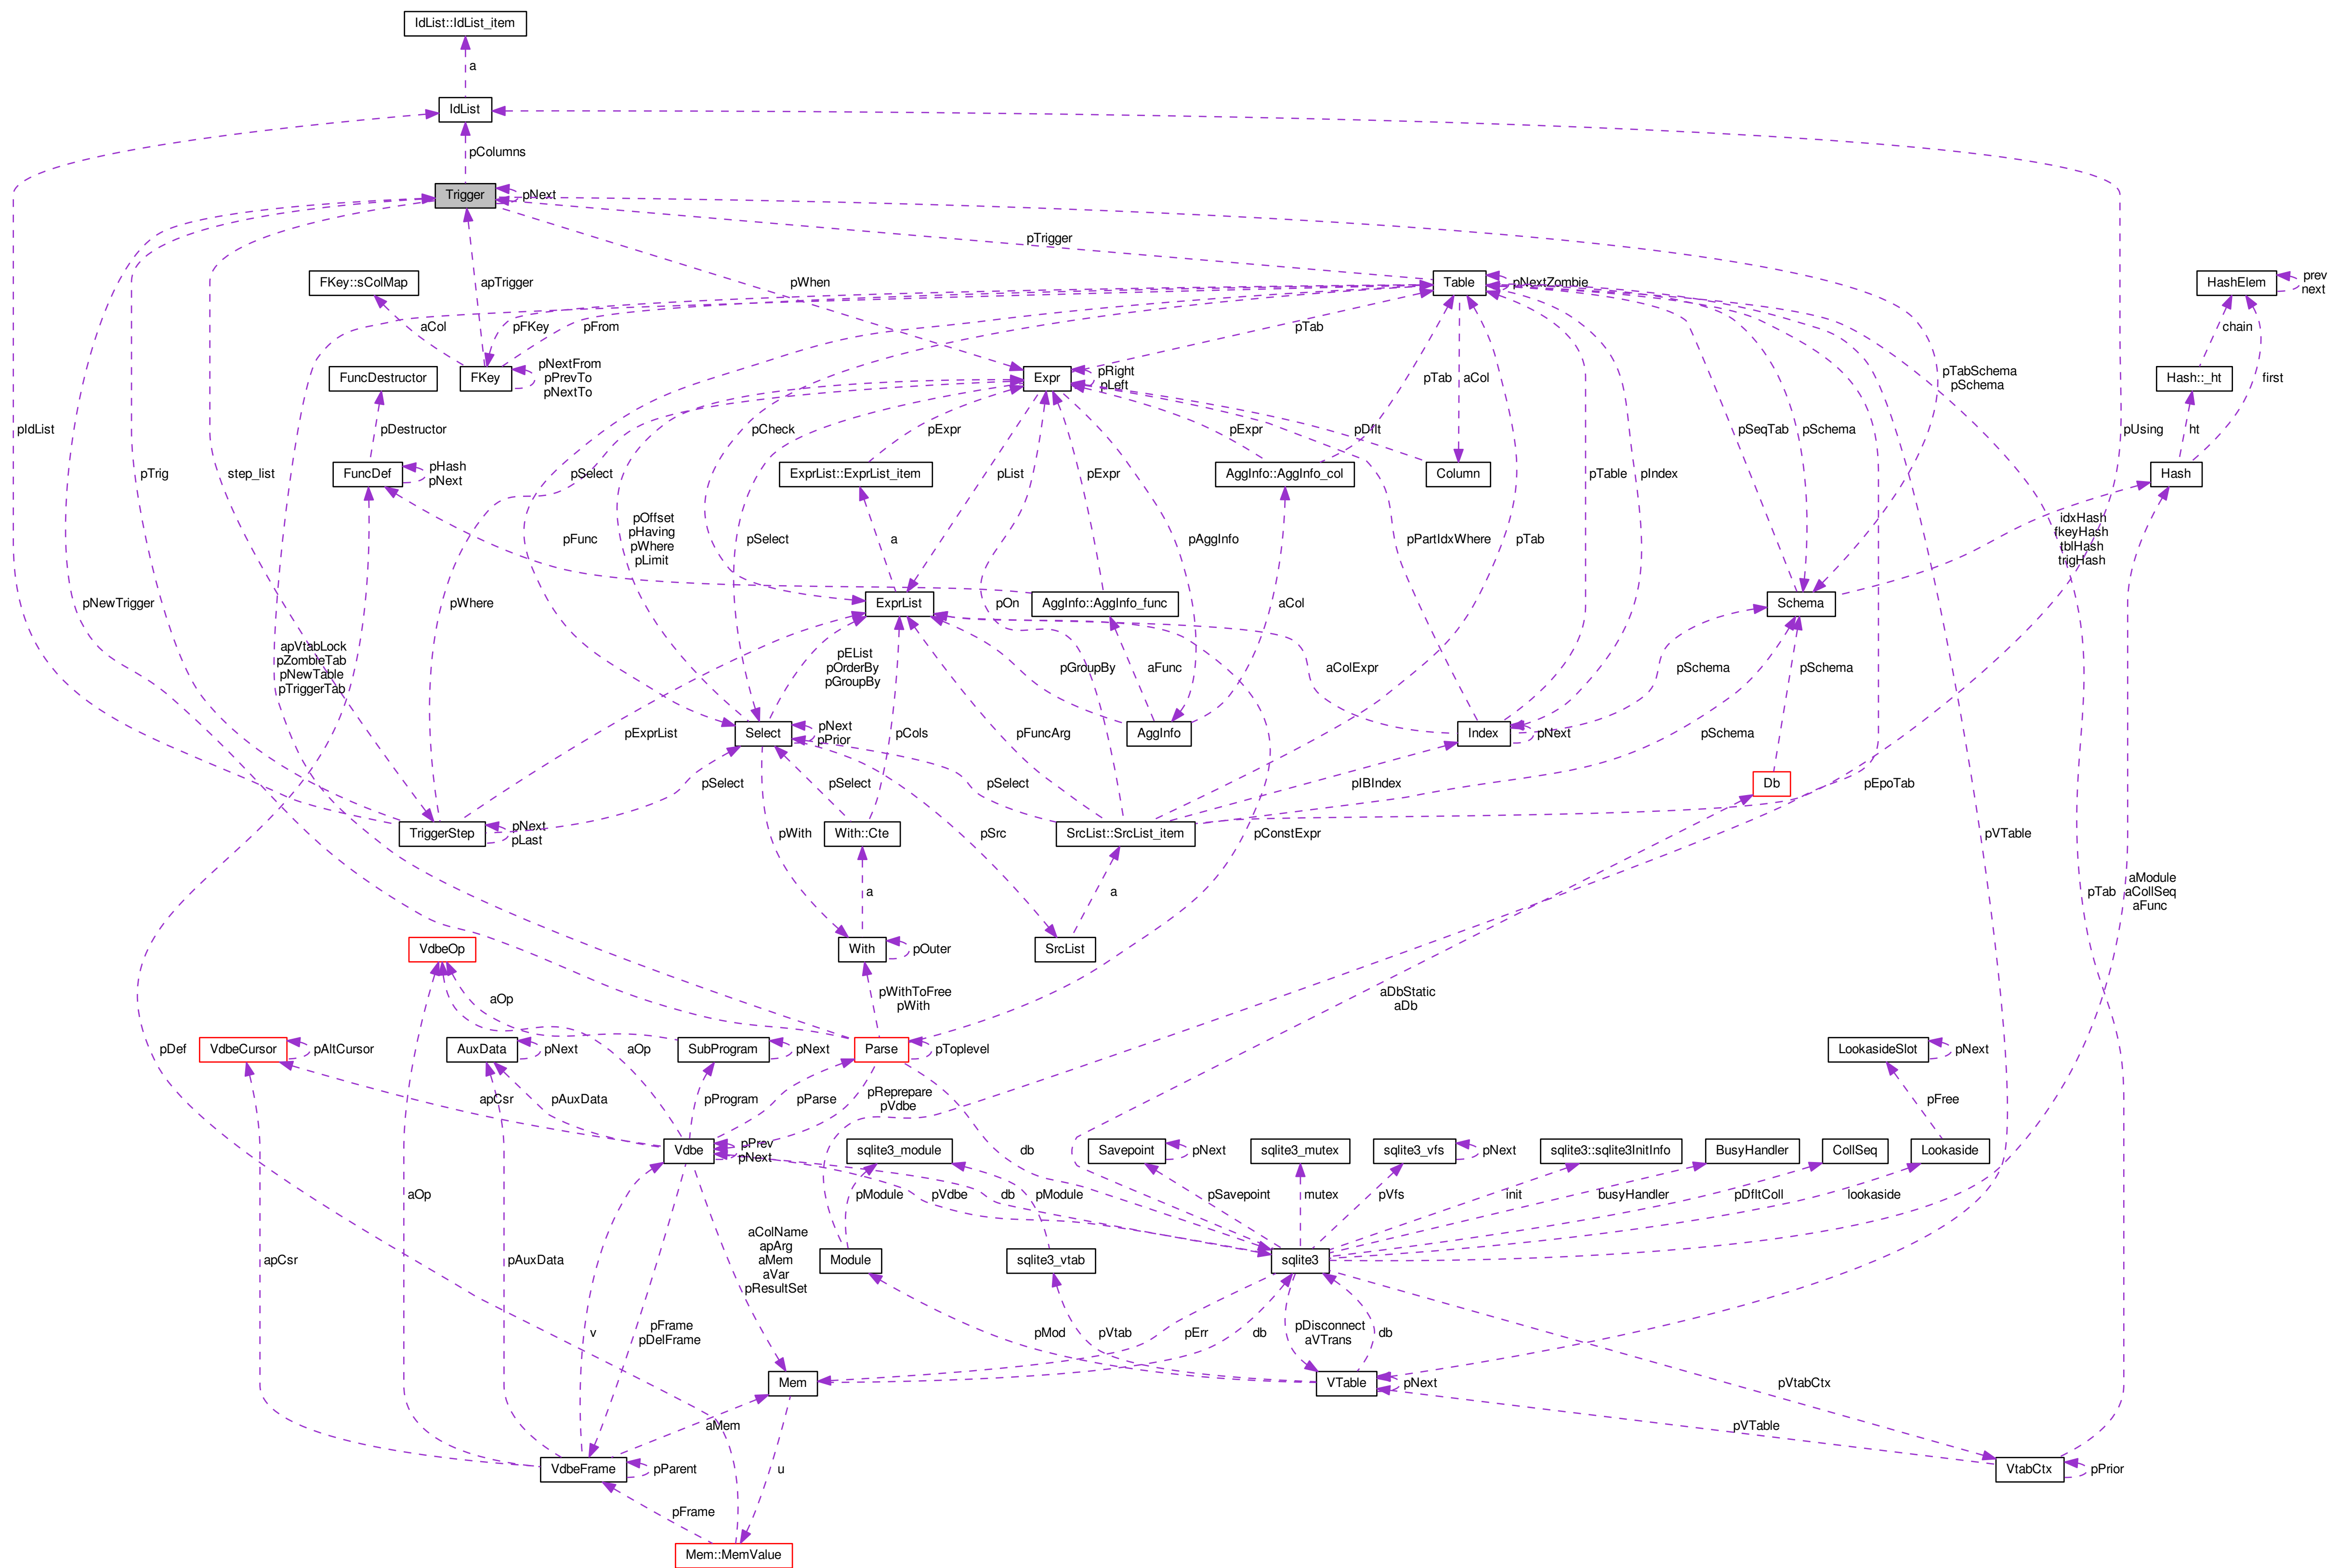 IdList::IdList_item
a
IdList
pColumns
Trigger
pNext
pTrigger
FKey::sColMap
apTrigger
pWhen
Table
pNextZombie
HashElem
prev
next
aCol
pFKey
pFrom
pTab
chain
FuncDestructor
FKey
pNextFrom
pPrevTo
pNextTo
Expr
pRight
pLeft
pTab
aCol
pTabSchema
pSchema
Hash::_ht
first
pIdList
pDestructor
pCheck
pExpr
pExpr
pDflt
pSeqTab
pSchema
pUsing
ht
pTrig
step_list
FuncDef
pHash
pNext
pSelect
ExprList::ExprList_item
pList
pExpr
AggInfo::AggInfo_col
Column
pTable
pIndex
Hash
pFunc
pOffset
pHaving
pWhere
pLimit
pSelect
a
pAggInfo
pPartIdxWhere
pTab
idxHash
fkeyHash
tblHash
trigHash
pNewTrigger
pWhere
ExprList
pOn
AggInfo::AggInfo_func
aCol
Schema
apVtabLock
pZombieTab
pNewTable
pTriggerTab
pEList
pOrderBy
pGroupBy
pGroupBy
aFunc
aColExpr
pSchema
pSchema
pExprList
Select
pNext
pPrior
pCols
pFuncArg
AggInfo
Index
pNext
pSchema
pSelect
pSelect
pSelect
pIBIndex
Db
pEpoTab
TriggerStep
pNext
pLast
pWith
With::Cte
pSrc
SrcList::SrcList_item
pConstExpr
pVTable
a
a
pTab
aModule
aCollSeq
aFunc
VdbeOp
With
pOuter
SrcList
aOp
pWithToFree
pWith
aDbStatic
aDb
pDef
VdbeCursor
pAltCursor
AuxData
pNext
aOp
SubProgram
pNext
Parse
pToplevel
LookasideSlot
pNext
apCsr
pAuxData
pProgram
pParse
pReprepare
pVdbe
pFree
Vdbe
pPrev
pNext
sqlite3_module
db
Savepoint
pNext
sqlite3_mutex
sqlite3_vfs
pNext
sqlite3::sqlite3InitInfo
BusyHandler
CollSeq
Lookaside
aOp
pModule
pVdbe
db
pModule
pSavepoint
mutex
pVfs
init
busyHandler
pDfltColl
lookaside
apCsr
pAuxData
aColName
apArg
aMem
aVar
pResultSet
Module
sqlite3_vtab
sqlite3
v
pFrame
pDelFrame
pMod
pVtab
pErr
db
pDisconnect
aVTrans
db
Mem
VTable
pNext
pVtabCtx
aMem
pVTable
VdbeFrame
pParent
u
VtabCtx
pPrior
pFrame
Mem::MemValue